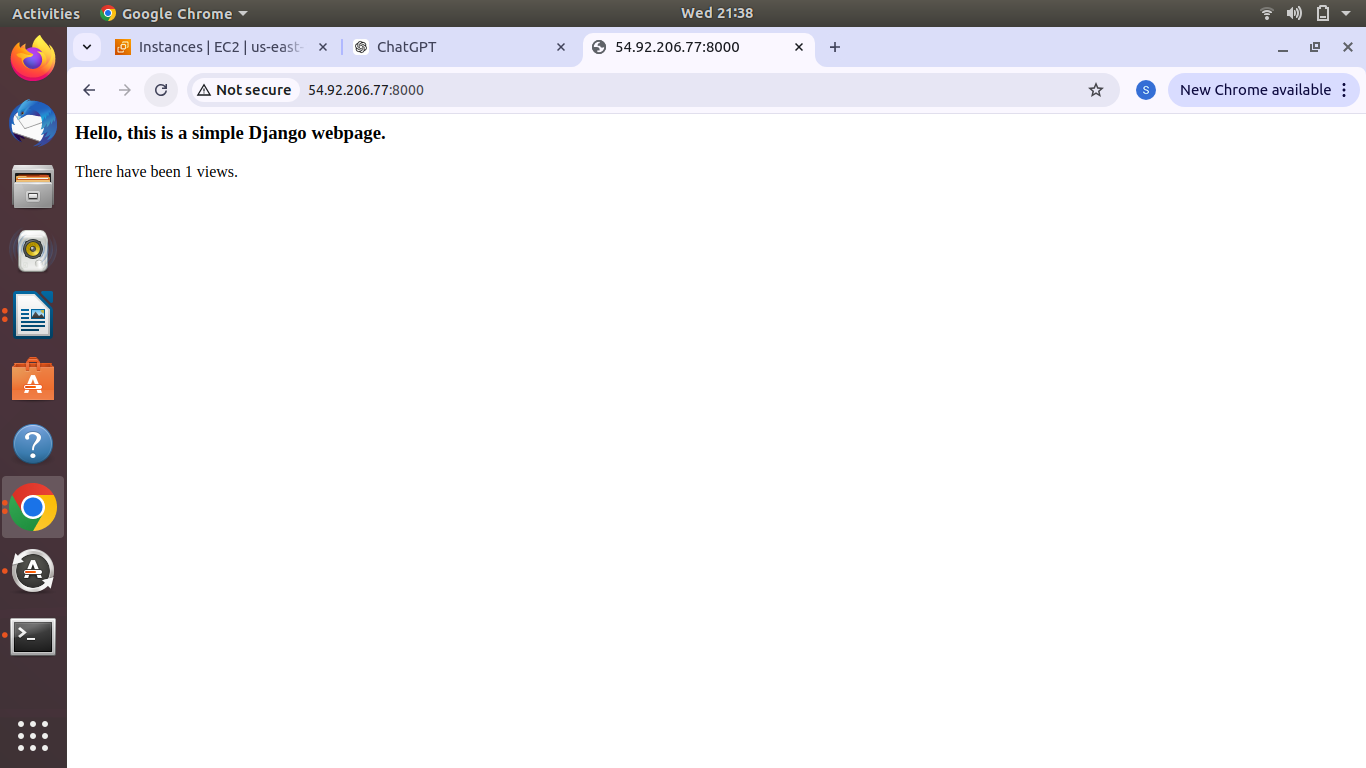 Activities
Google Chrome
Wed 21:38
Instances | EC2 | us-east-
ChatGPT
54.92.206.77:8000
Not secure
54.92.206.77:8000
S
New Chrome available
Hello, this is a simple Django webpage.
There have been 1 views.